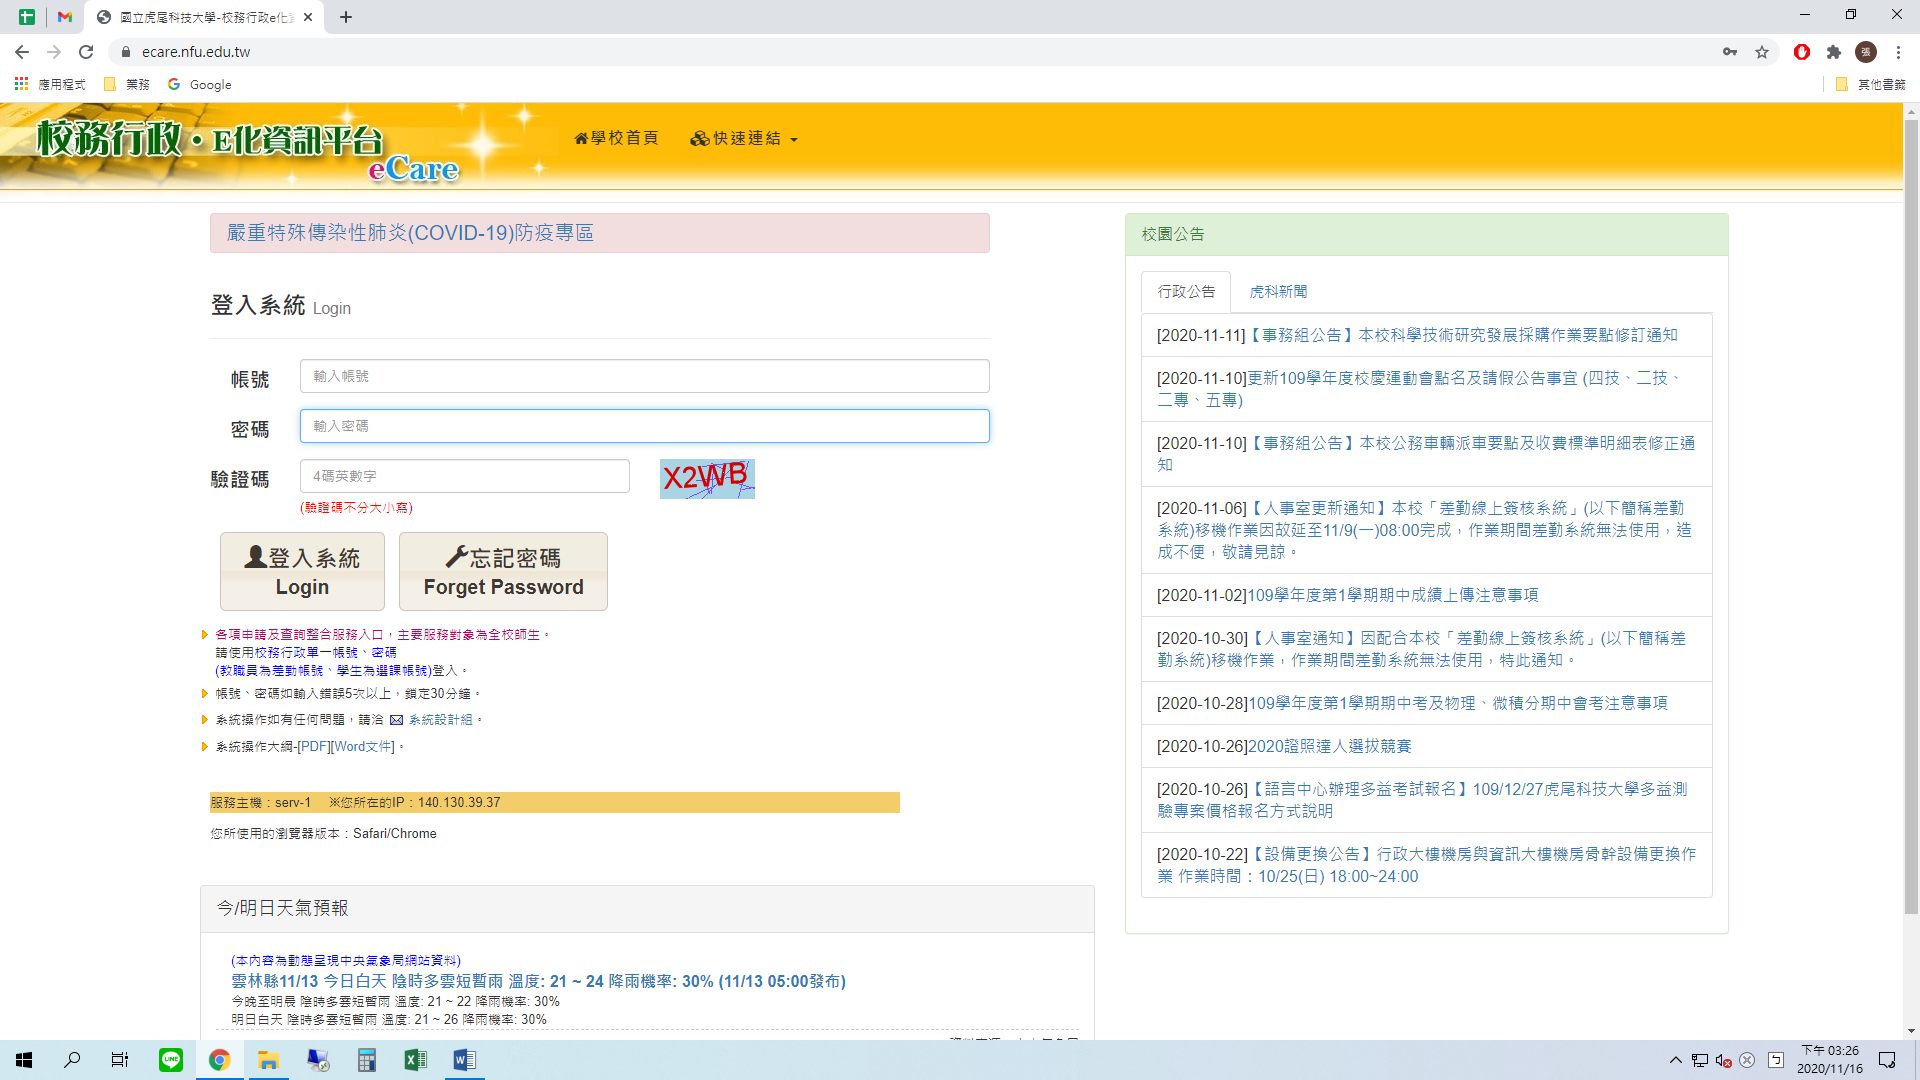 國立虎尾科技大學-校務行政e化
ecare.nfu.edu.tw
張
應用程式
業務
Google
其他書籤
校務行政・E化資訊平台
eCare
學校首頁
快速連結
嚴重特殊傳染性肺炎(COVID-19)防疫專區
登入系統 Login
帳號
輸入帳號
密碼
輸入密碼
驗證碼
4碼英數字
X2WB
(驗證碼不分大小寫)
登入系統
Login
忘記密碼
Forget Password
各項申請及查詢整合服務入口，主要服務對象為全校師生。
請使用校務行政單一帳號、密碼
(教職員為差勤帳號、學生為選課帳號)登入。
帳號、密碼如輸入錯誤5次以上，鎖定30分鐘。
系統操作如有任何問題，請洽 系統設計組。
系統操作大綱-[PDF][Word文件]。
服務主機：serv-1 ※您所在的IP：140.130.39.37
您所使用的瀏覽器版本：Safari/Chrome
今/明日天氣預報
(本內容為動態呈現中央氣象局網站資料)
雲林縣11/13 今日白天 陰時多雲短暫雨 溫度: 21 ~ 24 降雨機率: 30% (11/13 05:00發布)
今晚至明晨 陰時多雲短暫雨 溫度: 21 ~ 22 降雨機率: 30%
明日白天 陰時多雲短暫雨 溫度: 21 ~ 26 降雨機率: 30%
校園公告
行政公告
虎科新聞
[2020-11-11]【事務組公告】本校科學技術研究發展採購作業要點修訂通知
[2020-11-10]更新109學年度校慶運動會點名及請假公告事宜 (四技、二技、
二專、五專)
[2020-11-10]【事務組公告】本校公務車輛派車要點及收費標準明細表修正通
知
[2020-11-06]【人事室更新通知】本校「差勤線上簽核系統」(以下簡稱差勤
系統)移機作業因故延至11/9(一)08:00完成，作業期間差勤系統無法使用，造
成不便，敬請見諒。
[2020-11-02]109學年度第1學期期中成績上傳注意事項
[2020-10-30]【人事室通知】因配合本校「差勤線上簽核系統」(以下簡稱差
勤系統)移機作業，作業期間差勤系統無法使用，特此通知。
[2020-10-28]109學年度第1學期期中考及物理、微積分期中會考注意事項
[2020-10-26]2020證照達人選拔競賽
[2020-10-26]【語言中心辦理多益考試報名】109/12/27虎尾科技大學多益測
驗專案價格報名方式說明
[2020-10-22]【設備更換公告】行政大樓機房與資訊大樓機房骨幹設備更換作
業 作業時間：10/25(日) 18:00~24:00
LINE
下午 03:26
2020/11/16